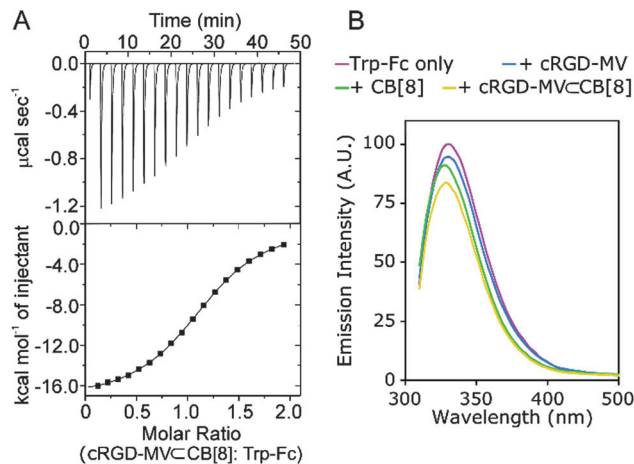 A
Time (min)
0 10 20 30 40 50
0.0
-0.4
-0.8
-1.2
μcal sec⁻¹
0.0
-4.0
-8.0
-12.0
-16.0
kcal mol⁻¹ of injectant
0.0 0.5 1.0 1.5 2.0
Molar Ratio
(cRGD-MV⊂CB[8]: Trp-Fc)
B
Trp-Fc only + cRGD-MV
+ CB[8] + cRGD-MV⊂CB[8]
100
75
50
25
0
Emission Intensity (A.U.)
300 350 400 450 500
Wavelength (nm)